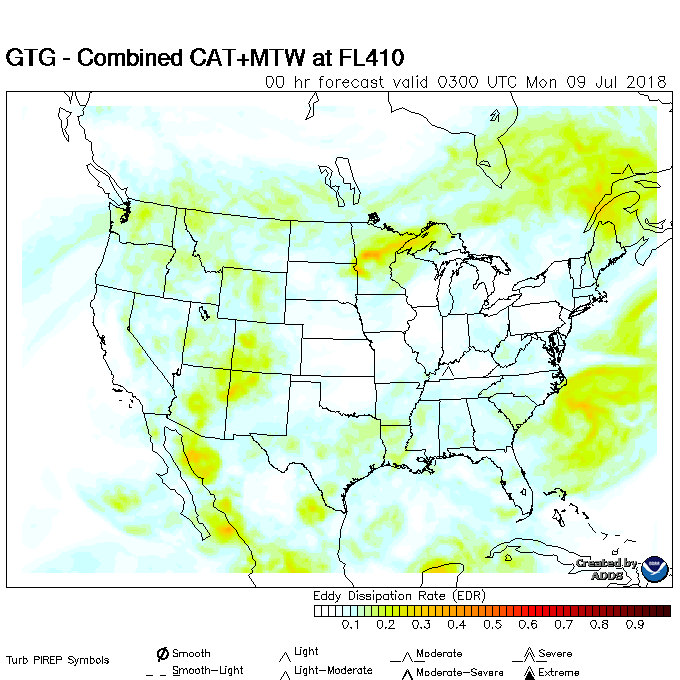 GTG - Combined CAT+MTW at FL410
00 hr forecast valid 0300 UTC Mon 09 Jul 2018
Created by
ADDS
Eddy Dissipation Rate (EDR)
0.1 0.2 0.3 0.4 0.5 0.6 0.7 0.8 0.9
Turb PIREP Symbols
Smooth Light Moderate Severe
Smooth-Light Light-Moderate Moderate-Severe Extreme